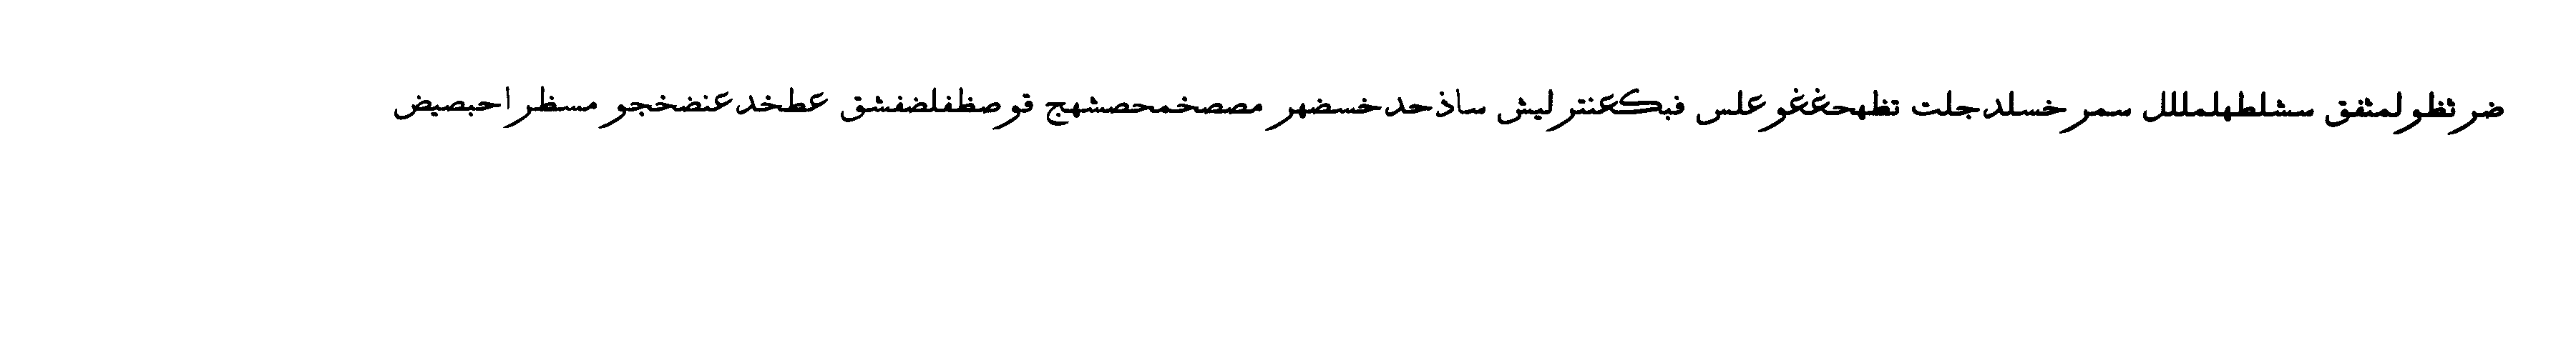 ضرثظولمثفق سشلطهلمللل سمرخسلدجلت تظهحغغوعلس فبكعنترليش ساذحدخسضهر مصصخمحصشهج قوصظفلضفشق عطخدعنضخجو مسظراحبصيض